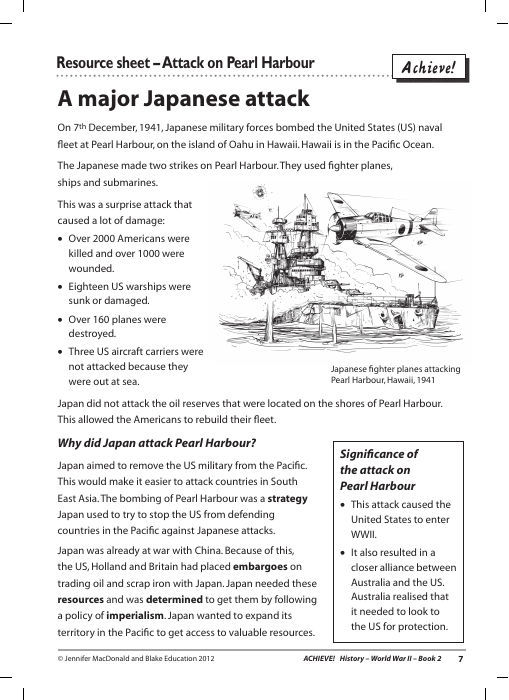 Resource sheet – Attack on Pearl Harbour
Achieve!
A major Japanese attack
On 7th December, 1941, Japanese military forces bombed the United States (US) naval
fleet at Pearl Harbour, on the island of Oahu in Hawaii. Hawaii is in the Pacific Ocean.
The Japanese made two strikes on Pearl Harbour. They used fighter planes,
ships and submarines.
This was a surprise attack that
caused a lot of damage:
• Over 2000 Americans were
killed and over 1000 were
wounded.
• Eighteen US warships were
sunk or damaged.
• Over 160 planes were
destroyed.
• Three US aircraft carriers were
not attacked because they
were out at sea.
Japanese fighter planes attacking
Pearl Harbour, Hawaii, 1941
Japan did not attack the oil reserves that were located on the shores of Pearl Harbour.
This allowed the Americans to rebuild their fleet.
Why did Japan attack Pearl Harbour?
Japan aimed to remove the US military from the Pacific.
This would make it easier to attack countries in South
East Asia. The bombing of Pearl Harbour was a strategy
Japan used to try to stop the US from defending
countries in the Pacific against Japanese attacks.
Japan was already at war with China. Because of this,
the US, Holland and Britain had placed embargoes on
trading oil and scrap iron with Japan. Japan needed these
resources and was determined to get them by following
a policy of imperialism. Japan wanted to expand its
territory in the Pacific to get access to valuable resources.
Significance of
the attack on
Pearl Harbour
• This attack caused the
United States to enter
WWII.
• It also resulted in a
closer alliance between
Australia and the US.
Australia realised that
it needed to look to
the US for protection.
© Jennifer MacDonald and Blake Education 2012
ACHIEVE! History – World War II – Book 2 7